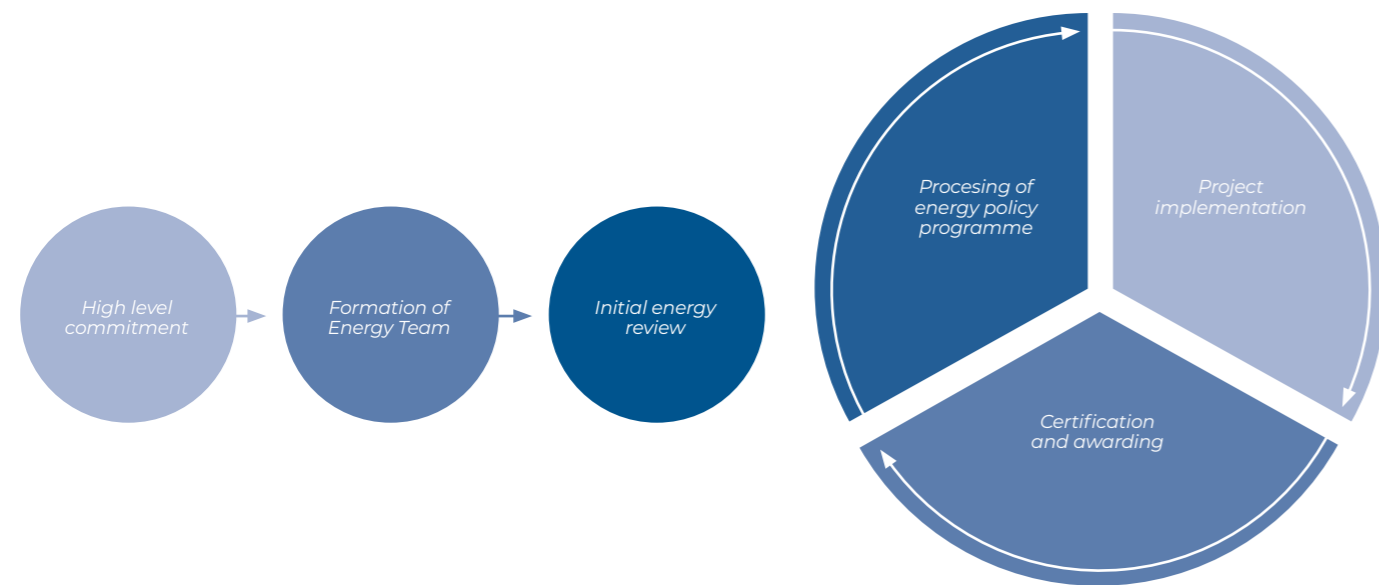 High level
commitment
Formation of
Energy Team
Initial energy
review
Procesing of
energy policy
programme
Project
implementation
Certification
and awarding